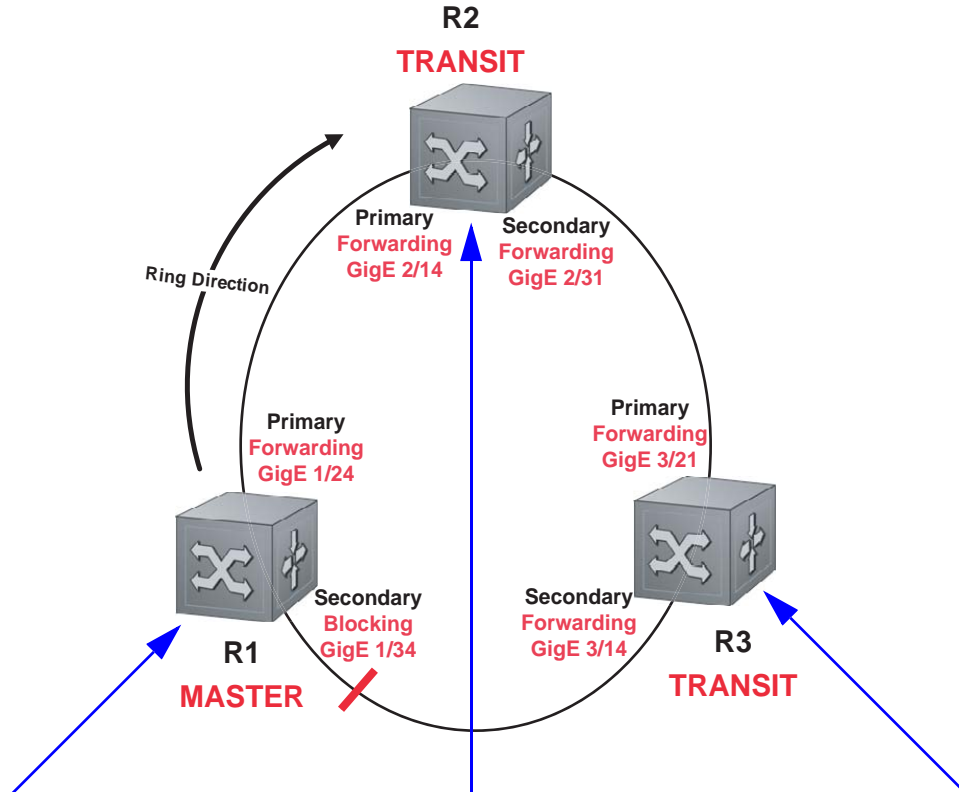 R2
TRANSIT
Primary
Forwarding
GigE 2/14
Secondary
Forwarding
GigE 2/31
Ring Direction
Primary
Forwarding
GigE 1/24
Primary
Forwarding
GigE 3/21
Secondary
Blocking
GigE 1/34
Secondary
Forwarding
GigE 3/14
R1
MASTER
R3
TRANSIT